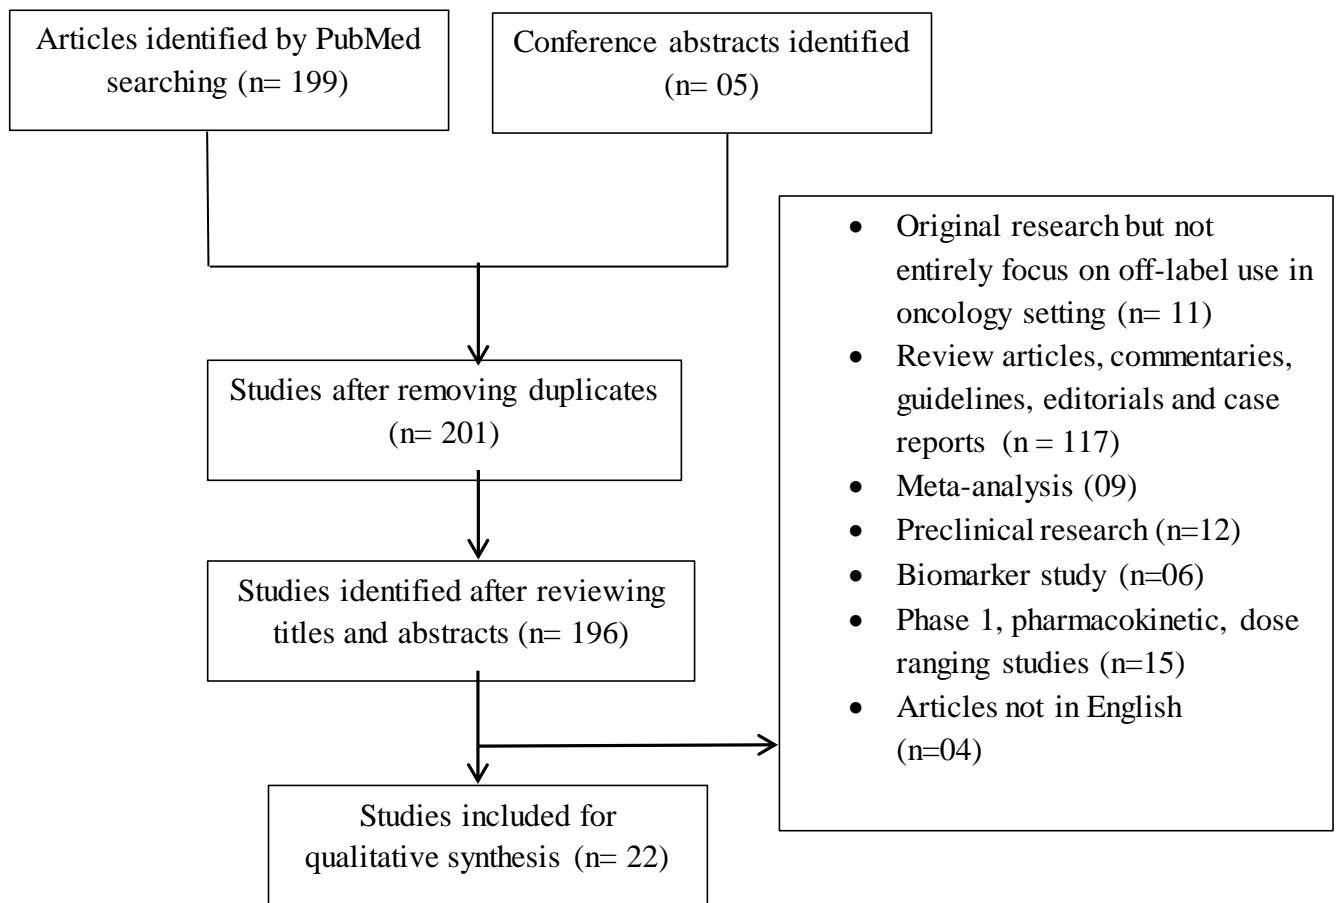 Articles identified by PubMed
searching (n= 199)
Conference abstracts identified
(n= 05)
Studies after removing duplicates
(n= 201)
Studies identified after reviewing
titles and abstracts (n= 196)
• Original research but not
entirely focus on off-label use in
oncology setting (n= 11)
• Review articles, commentaries,
guidelines, editorials and case
reports (n = 117)
• Meta-analysis (09)
• Preclinical research (n=12)
• Biomarker study (n=06)
• Phase 1, pharmacokinetic, dose
ranging studies (n=15)
• Articles not in English
(n=04)
Studies included for
qualitative synthesis (n= 22)